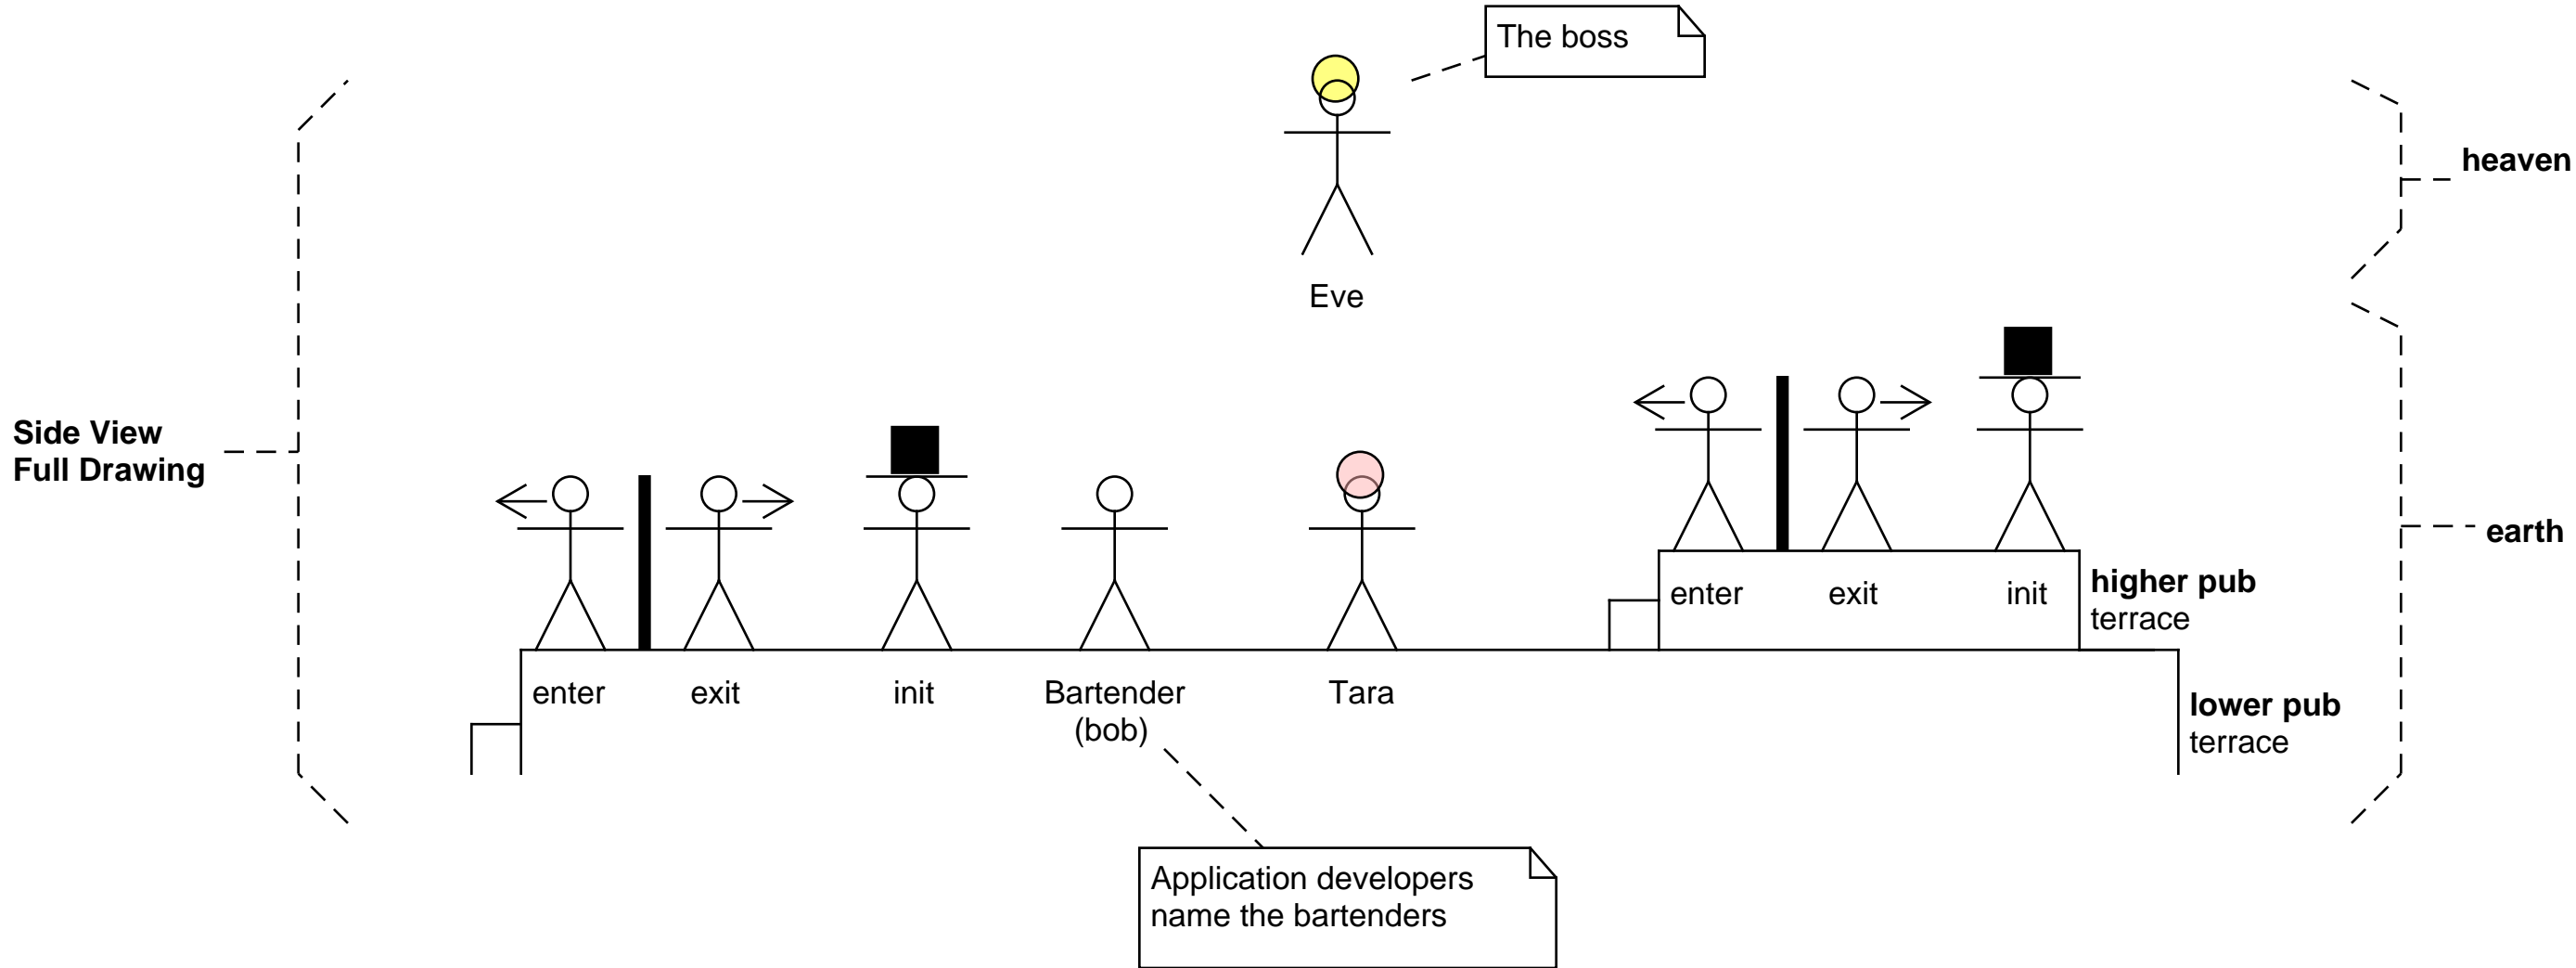 The boss
heaven
Eve
Side View
Full Drawing
earth
enter
exit
init
higher pub
terrace
enter
exit
init
Bartender
(bob)
Tara
lower pub
terrace
Application developers
name the bartenders